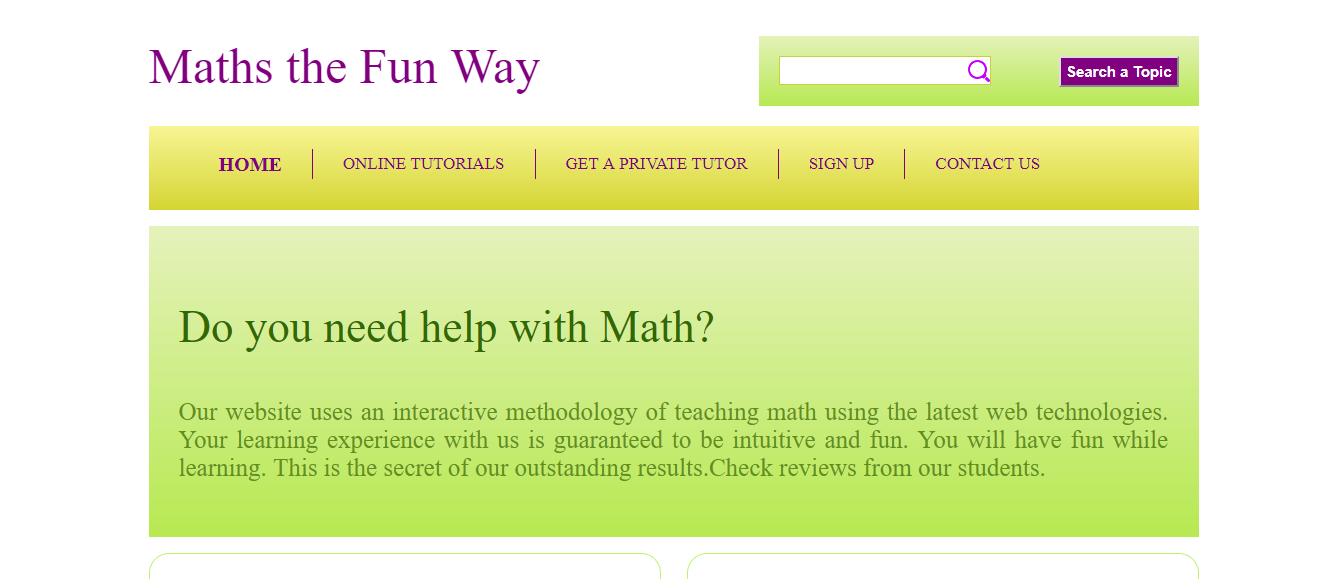 Maths the Fun Way
Search a Topic
HOME
ONLINE TUTORIALS
GET A PRIVATE TUTOR
SIGN UP
CONTACT US
Do you need help with Math?
Our website uses an interactive methodology of teaching math using the latest web technologies.
Your learning experience with us is guaranteed to be intuitive and fun. You will have fun while
learning. This is the secret of our outstanding results.Check reviews from our students.